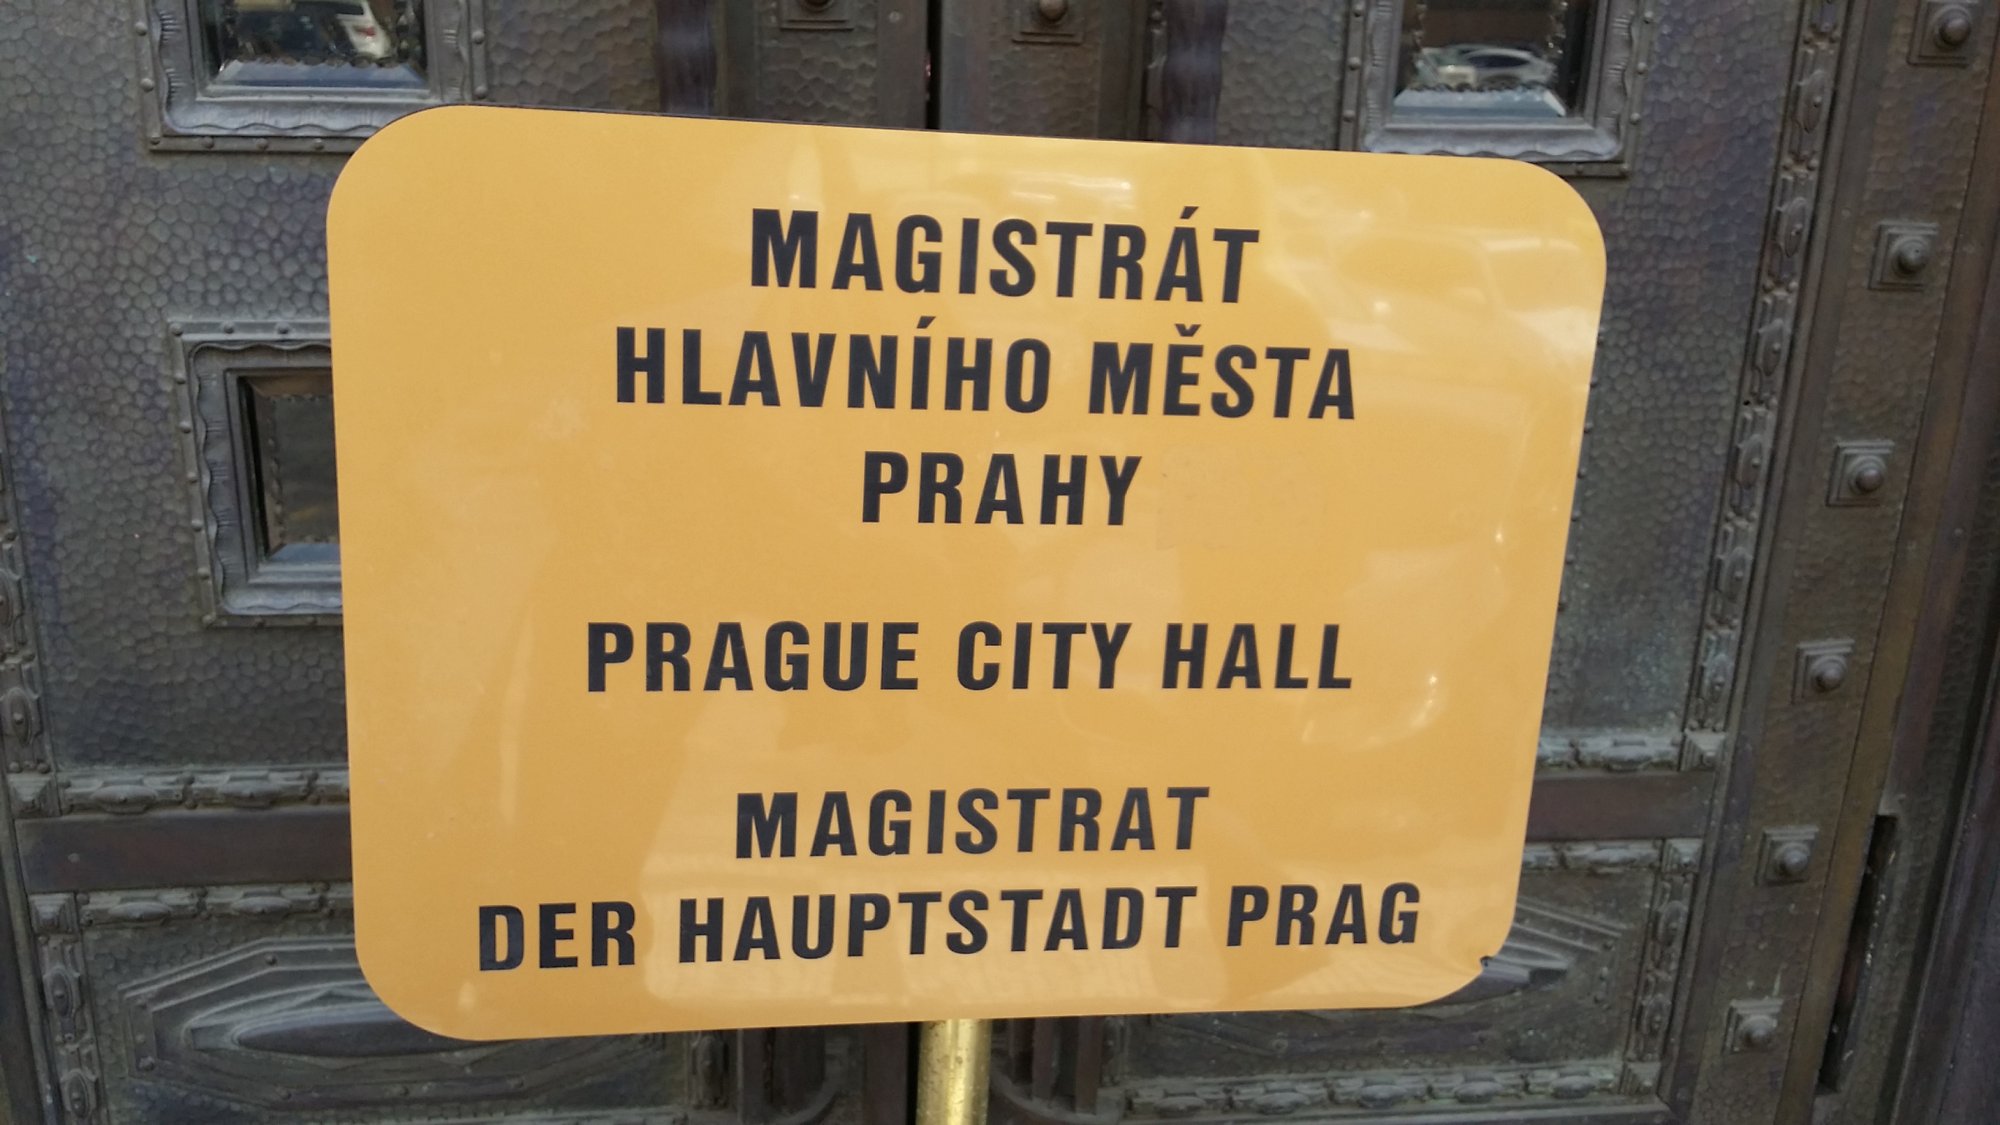 MAGISTRÁT
HLAVNÍHO MĚSTA
PRAHY
PRAGUE CITY HALL
MAGISTRAT
DER HAUPTSTADT PRAG